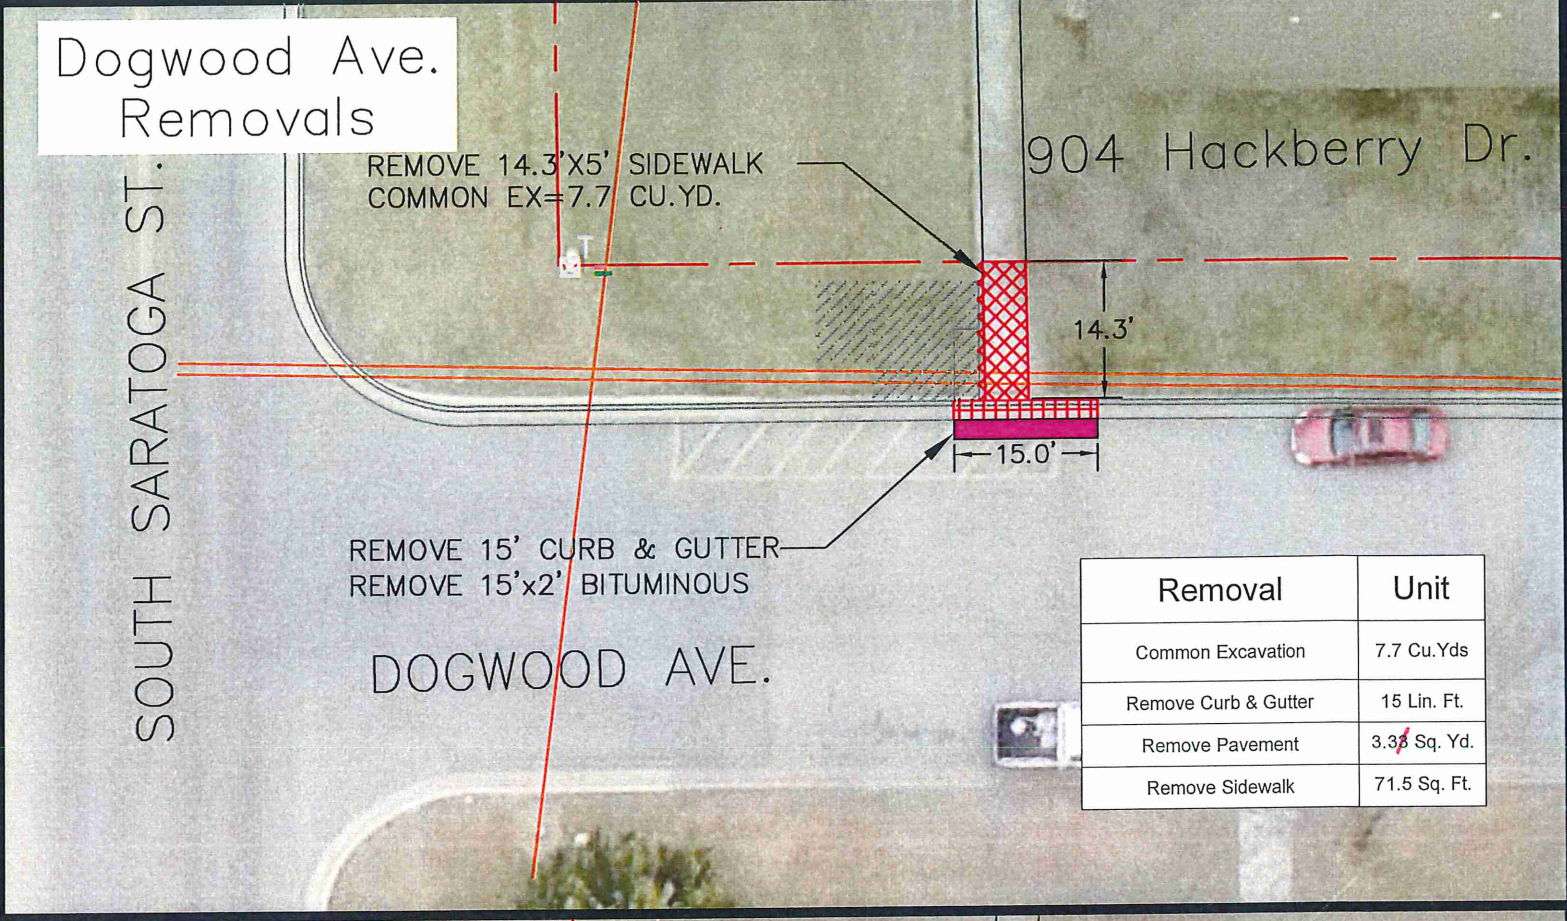 Dogwood Ave.
Removals
REMOVE 14.3'X5' SIDEWALK
COMMON EX=7.7 CU.YD.
904 Hackberry Dr.
SOUTH SARATOGA ST.
T
14.3'
15.0'
REMOVE 15' CURB & GUTTER
REMOVE 15'x2' BITUMINOUS
DOGWOOD AVE.
Removal Unit
Common Excavation 7.7 Cu.Yds
Remove Curb & Gutter 15 Lin. Ft.
Remove Pavement 3.33 Sq. Yd.
Remove Sidewalk 71.5 Sq. Ft.